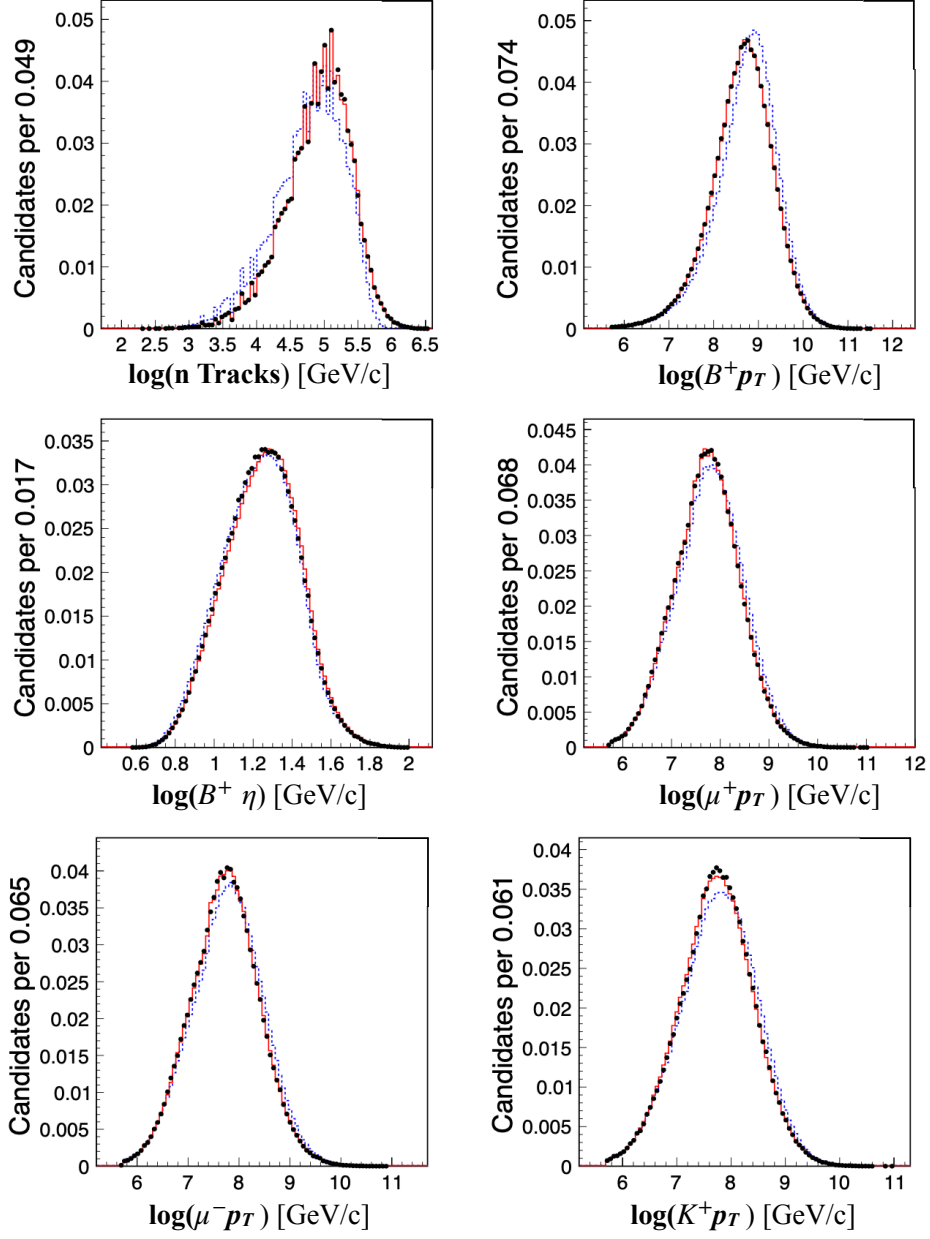 Candidates per 0.049
0.05
0.04
0.03
0.02
0.01
0
2 2.5 3 3.5 4 4.5 5 5.5 6 6.5
log(n Tracks) [GeV/c]
Candidates per 0.074
0.05
0.04
0.03
0.02
0.01
0
6 7 8 9 10 11 12
log(B⁺p_T) [GeV/c]
Candidates per 0.017
0.035
0.03
0.025
0.02
0.015
0.01
0.005
0
0.6 0.8 1 1.2 1.4 1.6 1.8 2
log(B⁺ η) [GeV/c]
Candidates per 0.068
0.045
0.04
0.035
0.03
0.025
0.02
0.015
0.01
0.005
0
6 7 8 9 10 11 12
log(μ⁺p_T) [GeV/c]
Candidates per 0.065
0.04
0.035
0.03
0.025
0.02
0.015
0.01
0.005
0
6 7 8 9 10 11
log(μ⁻p_T) [GeV/c]
Candidates per 0.061
0.04
0.035
0.03
0.025
0.02
0.015
0.01
0.005
0
6 7 8 9 10 11
log(K⁺p_T) [GeV/c]